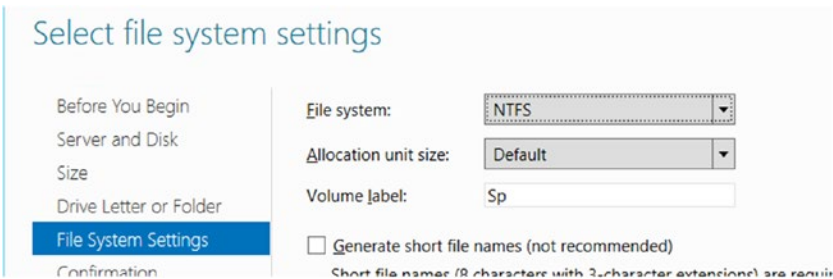 Select file system settings
Before You Begin
Server and Disk
Size
Drive Letter or Folder
File System Settings
Confirmation
File system: NTFS
Allocation unit size: Default
Volume label: Sp
Generate short file names (not recommended)
Short file names (8 characters with 3-character extensions) are